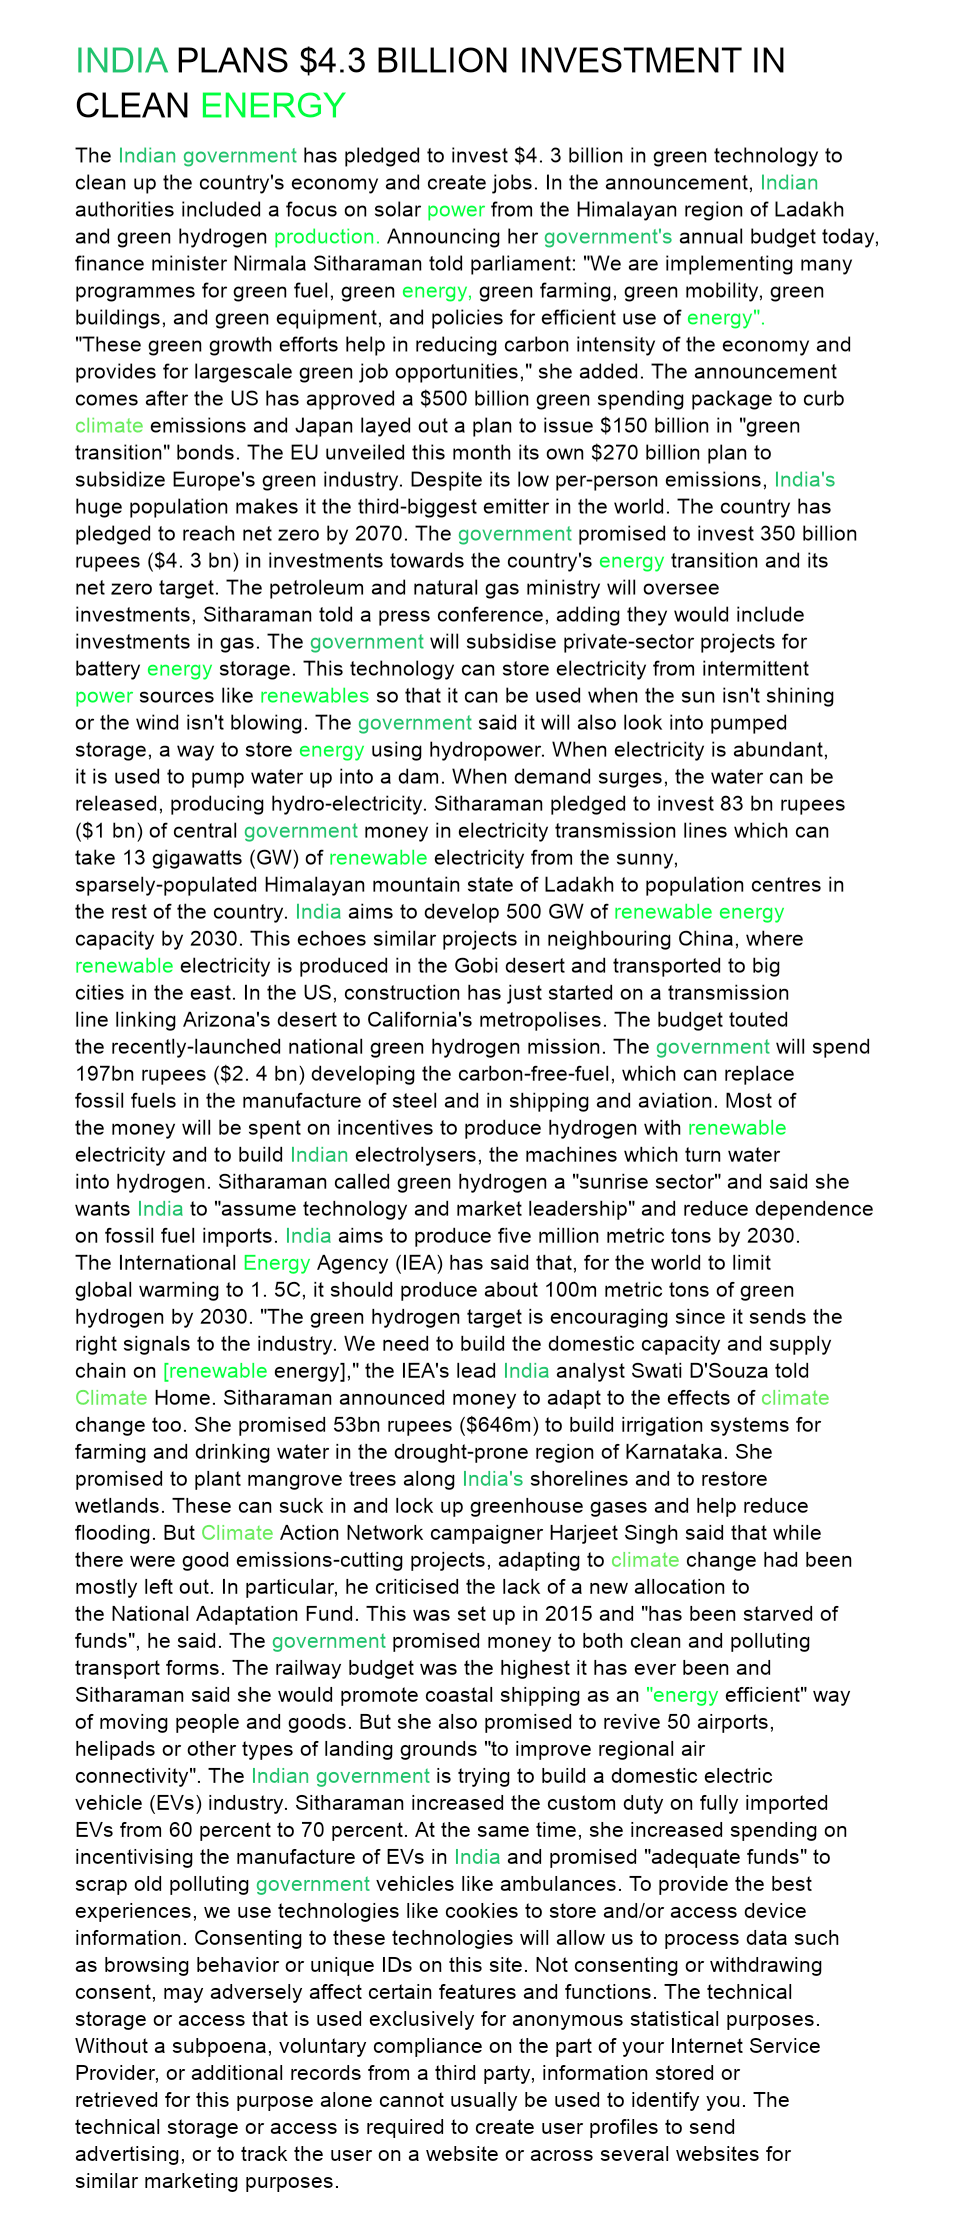 INDIA PLANS $4.3 BILLION INVESTMENT IN
CLEAN ENERGY
The Indian government has pledged to invest $4. 3 billion in green technology to
clean up the country's economy and create jobs. In the announcement, Indian
authorities included a focus on solar power from the Himalayan region of Ladakh
and green hydrogen production. Announcing her government's annual budget today,
finance minister Nirmala Sitharaman told parliament: "We are implementing many
programmes for green fuel, green energy, green farming, green mobility, green
buildings, and green equipment, and policies for efficient use of energy".
"These green growth efforts help in reducing carbon intensity of the economy and
provides for largescale green job opportunities," she added. The announcement
comes after the US has approved a $500 billion green spending package to curb
climate emissions and Japan layed out a plan to issue $150 billion in "green
transition" bonds. The EU unveiled this month its own $270 billion plan to
subsidize Europe's green industry. Despite its low per-person emissions, India's
huge population makes it the third-biggest emitter in the world. The country has
pledged to reach net zero by 2070. The government promised to invest 350 billion
rupees ($4. 3 bn) in investments towards the country's energy transition and its
net zero target. The petroleum and natural gas ministry will oversee
investments, Sitharaman told a press conference, adding they would include
investments in gas. The government will subsidise private-sector projects for
battery energy storage. This technology can store electricity from intermittent
power sources like renewables so that it can be used when the sun isn't shining
or the wind isn't blowing. The government said it will also look into pumped
storage, a way to store energy using hydropower. When electricity is abundant,
it is used to pump water up into a dam. When demand surges, the water can be
released, producing hydro-electricity. Sitharaman pledged to invest 83 bn rupees
($1 bn) of central government money in electricity transmission lines which can
take 13 gigawatts (GW) of renewable electricity from the sunny,
sparsely-populated Himalayan mountain state of Ladakh to population centres in
the rest of the country. India aims to develop 500 GW of renewable energy
capacity by 2030. This echoes similar projects in neighbouring China, where
renewable electricity is produced in the Gobi desert and transported to big
cities in the east. In the US, construction has just started on a transmission
line linking Arizona's desert to California's metropolises. The budget touted
the recently-launched national green hydrogen mission. The government will spend
197bn rupees ($2. 4 bn) developing the carbon-free-fuel, which can replace
fossil fuels in the manufacture of steel and in shipping and aviation. Most of
the money will be spent on incentives to produce hydrogen with renewable
electricity and to build Indian electrolysers, the machines which turn water
into hydrogen. Sitharaman called green hydrogen a "sunrise sector" and said she
wants India to "assume technology and market leadership" and reduce dependence
on fossil fuel imports. India aims to produce five million metric tons by 2030.
The International Energy Agency (IEA) has said that, for the world to limit
global warming to 1. 5C, it should produce about 100m metric tons of green
hydrogen by 2030. "The green hydrogen target is encouraging since it sends the
right signals to the industry. We need to build the domestic capacity and supply
chain on [renewable energy]," the IEA's lead India analyst Swati D'Souza told
Climate Home. Sitharaman announced money to adapt to the effects of climate
change too. She promised 53bn rupees ($646m) to build irrigation systems for
farming and drinking water in the drought-prone region of Karnataka. She
promised to plant mangrove trees along India's shorelines and to restore
wetlands. These can suck in and lock up greenhouse gases and help reduce
flooding. But Climate Action Network campaigner Harjeet Singh said that while
there were good emissions-cutting projects, adapting to climate change had been
mostly left out. In particular, he criticised the lack of a new allocation to
the National Adaptation Fund. This was set up in 2015 and "has been starved of
funds", he said. The government promised money to both clean and polluting
transport forms. The railway budget was the highest it has ever been and
Sitharaman said she would promote coastal shipping as an "energy efficient" way
of moving people and goods. But she also promised to revive 50 airports,
helipads or other types of landing grounds "to improve regional air
connectivity". The Indian government is trying to build a domestic electric
vehicle (EVs) industry. Sitharaman increased the custom duty on fully imported
EVs from 60 percent to 70 percent. At the same time, she increased spending on
incentivising the manufacture of EVs in India and promised "adequate funds" to
scrap old polluting government vehicles like ambulances. To provide the best
experiences, we use technologies like cookies to store and/or access device
information. Consenting to these technologies will allow us to process data such
as browsing behavior or unique IDs on this site. Not consenting or withdrawing
consent, may adversely affect certain features and functions. The technical
storage or access that is used exclusively for anonymous statistical purposes.
Without a subpoena, voluntary compliance on the part of your Internet Service
Provider, or additional records from a third party, information stored or
retrieved for this purpose alone cannot usually be used to identify you. The
technical storage or access is required to create user profiles to send
advertising, or to track the user on a website or across several websites for
similar marketing purposes.